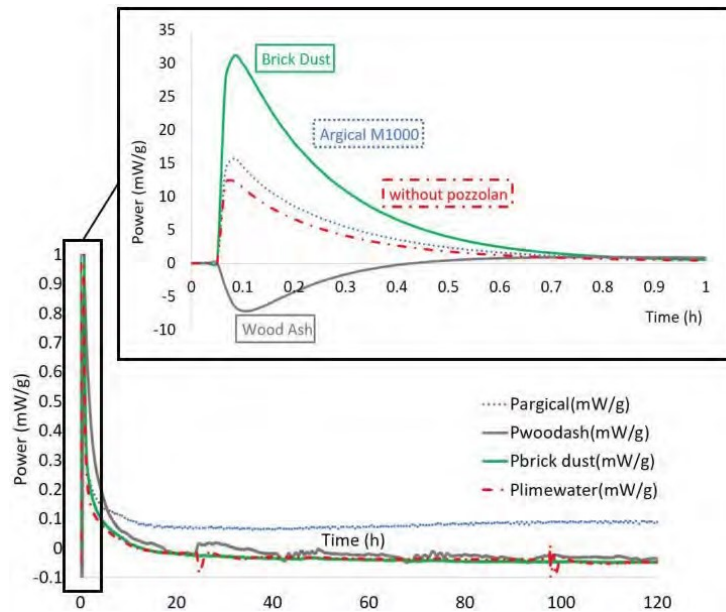 35
30
25
20
15
10
5
0
-5
-10
Power (mW/g)
Brick Dust
Argical M1000
without pozzolan
Wood Ash
0 0.1 0.2 0.3 0.4 0.5 0.6 0.7 0.8 0.9 1
Time (h)
1
0.9
0.8
0.7
0.6
0.5
0.4
0.3
0.2
0.1
0
-0.1
Power (mW/g)
Pargical(mW/g)
Pwoodash(mW/g)
Pbrick dust(mW/g)
Plimewater(mW/g)
Time (h)
0 20 40 60 80 100 120